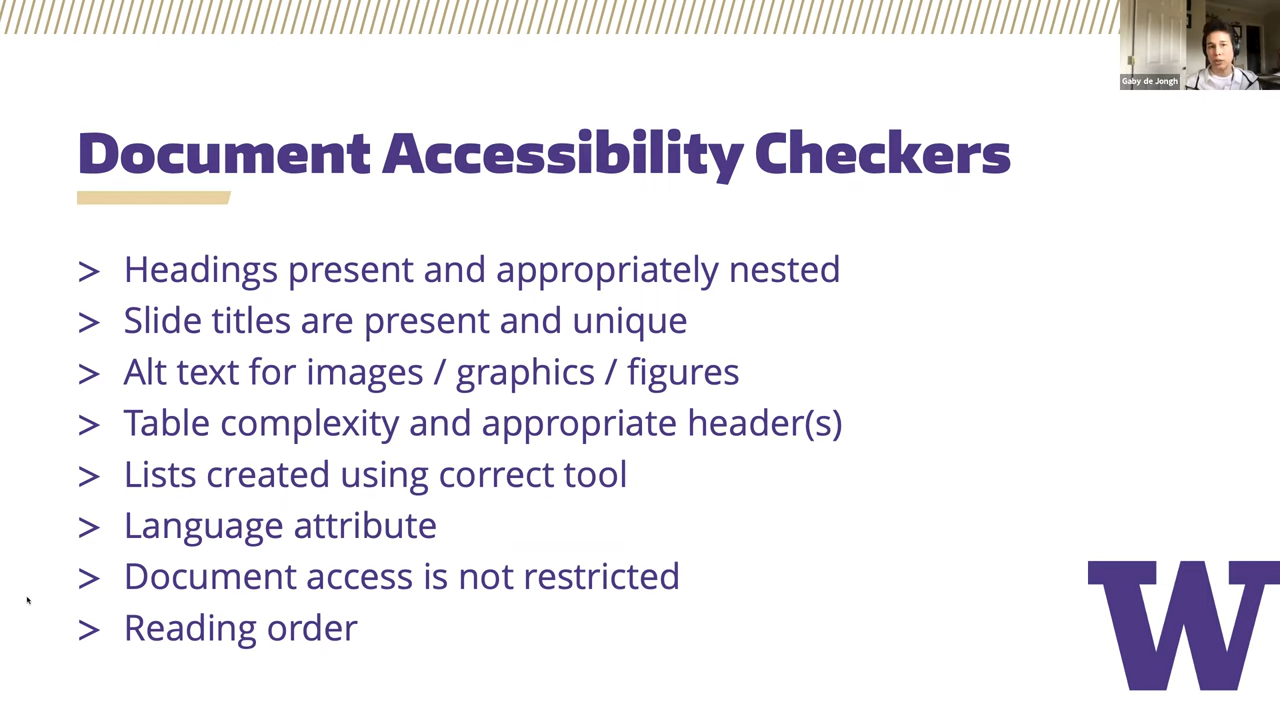 Gaby de Jongh
Document Accessibility Checkers
> Headings present and appropriately nested
> Slide titles are present and unique
> Alt text for images / graphics / figures
> Table complexity and appropriate header(s)
> Lists created using correct tool
> Language attribute
> Document access is not restricted
> Reading order
W